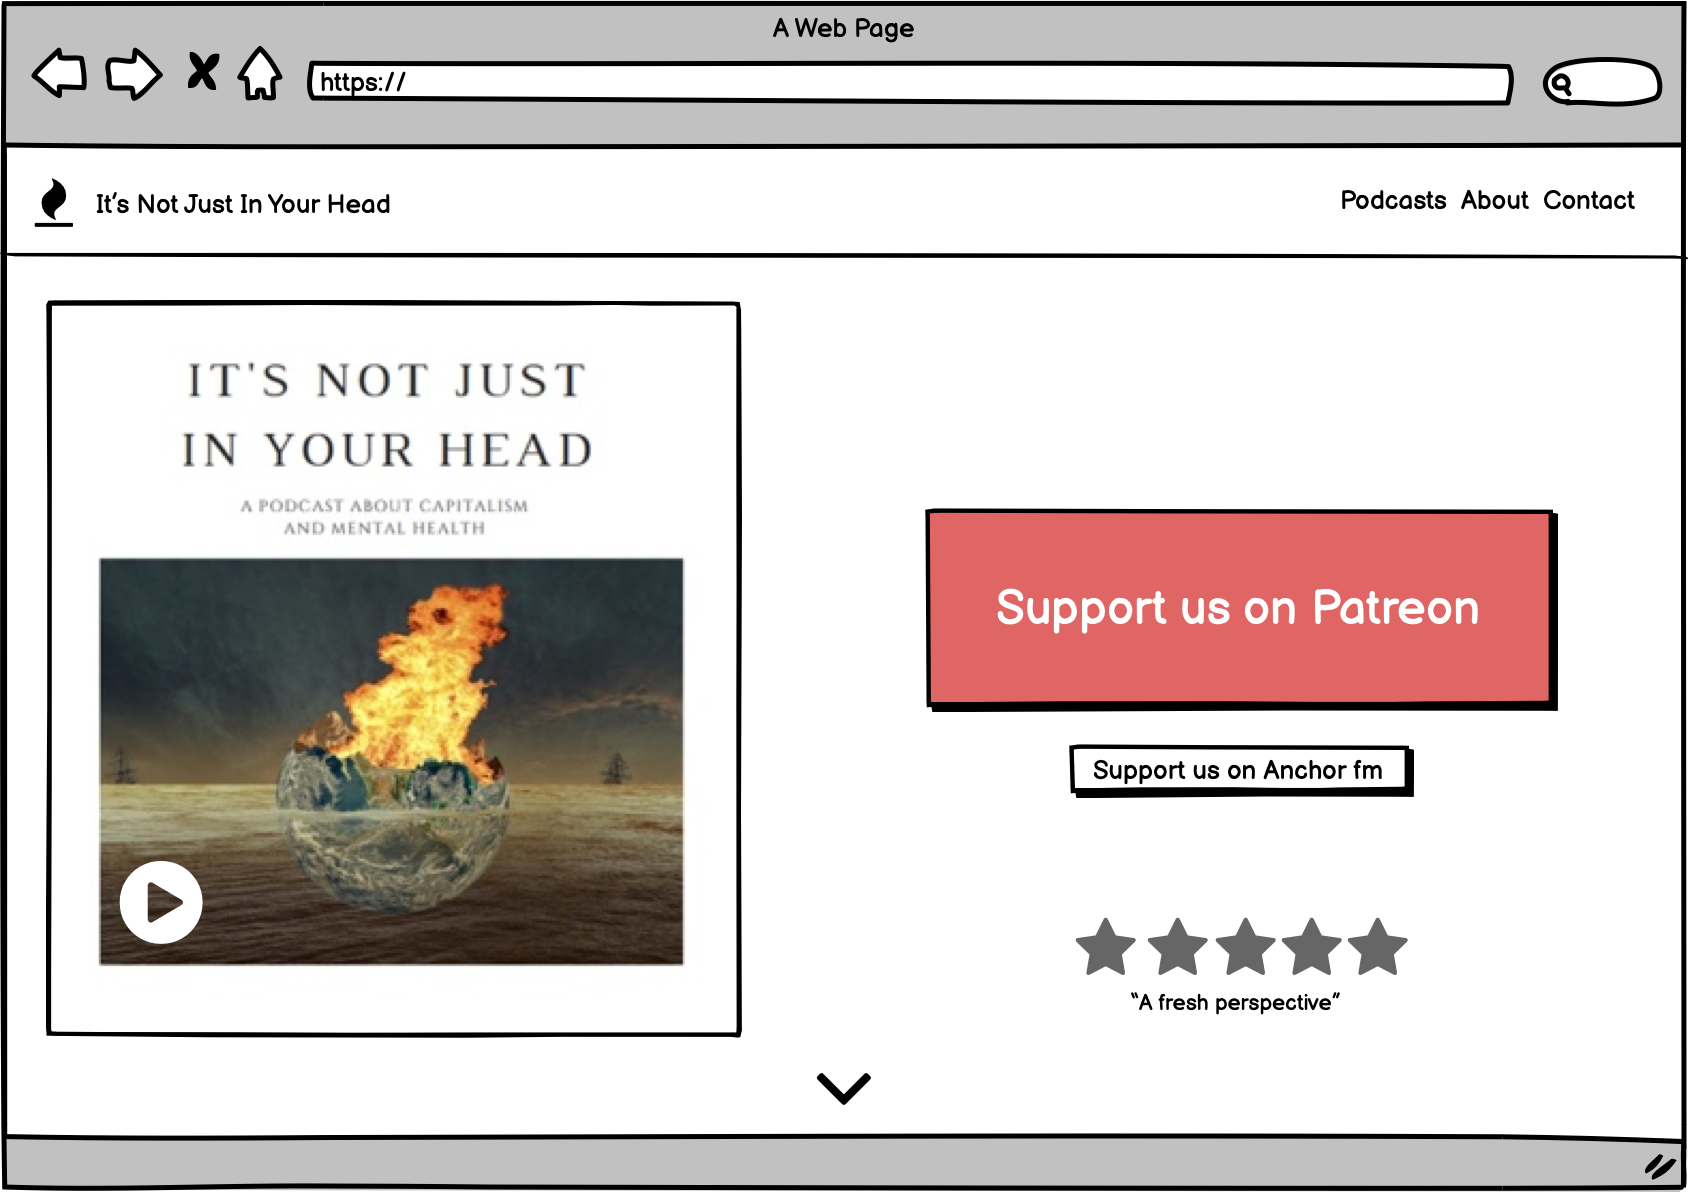 A Web Page
https://
It's Not Just In Your Head
Podcasts About Contact
IT'S NOT JUST
IN YOUR HEAD
A PODCAST ABOUT CAPITALISM
AND MENTAL HEALTH
Support us on Patreon
Support us on Anchor fm
“A fresh perspective”